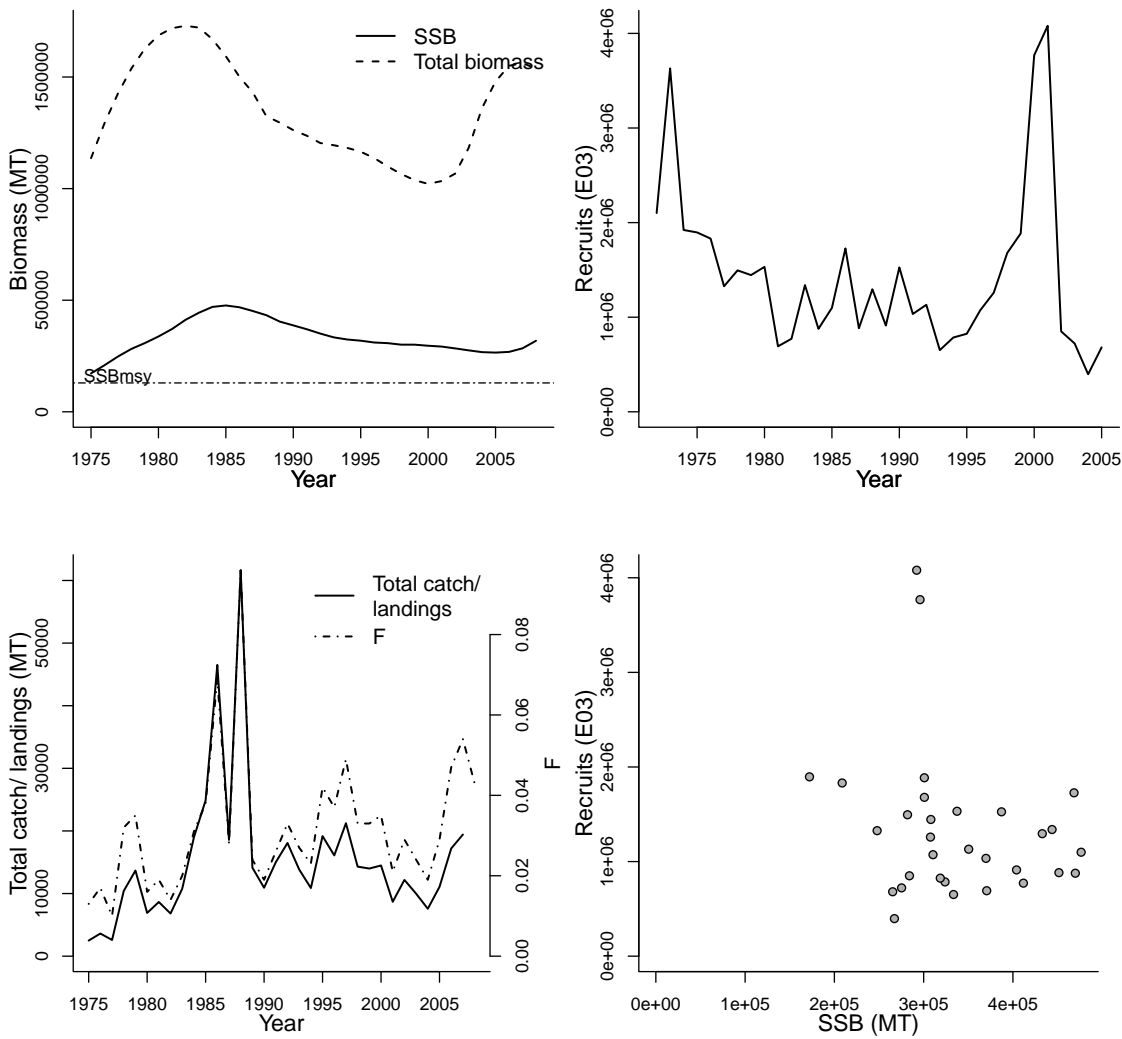 SSB
Total biomass
Biomass (MT)
0
500000
1000000
1500000
SSBmsy
1975 1980 1985 1990 1995 2000 2005
Year
Recruits (E03)
0e+00
1e+06
2e+06
3e+06
4e+06
1975 1980 1985 1990 1995 2000 2005
Year
Total catch/
landings
F
Total catch/ landings (MT)
0
10000
30000
50000
0.00
0.02
0.04
0.06
0.08
F
1975 1980 1985 1990 1995 2000 2005
Year
Recruits (E03)
0e+00
1e+06
2e+06
3e+06
4e+06
0e+00 1e+05 2e+05 3e+05 4e+05
SSB (MT)